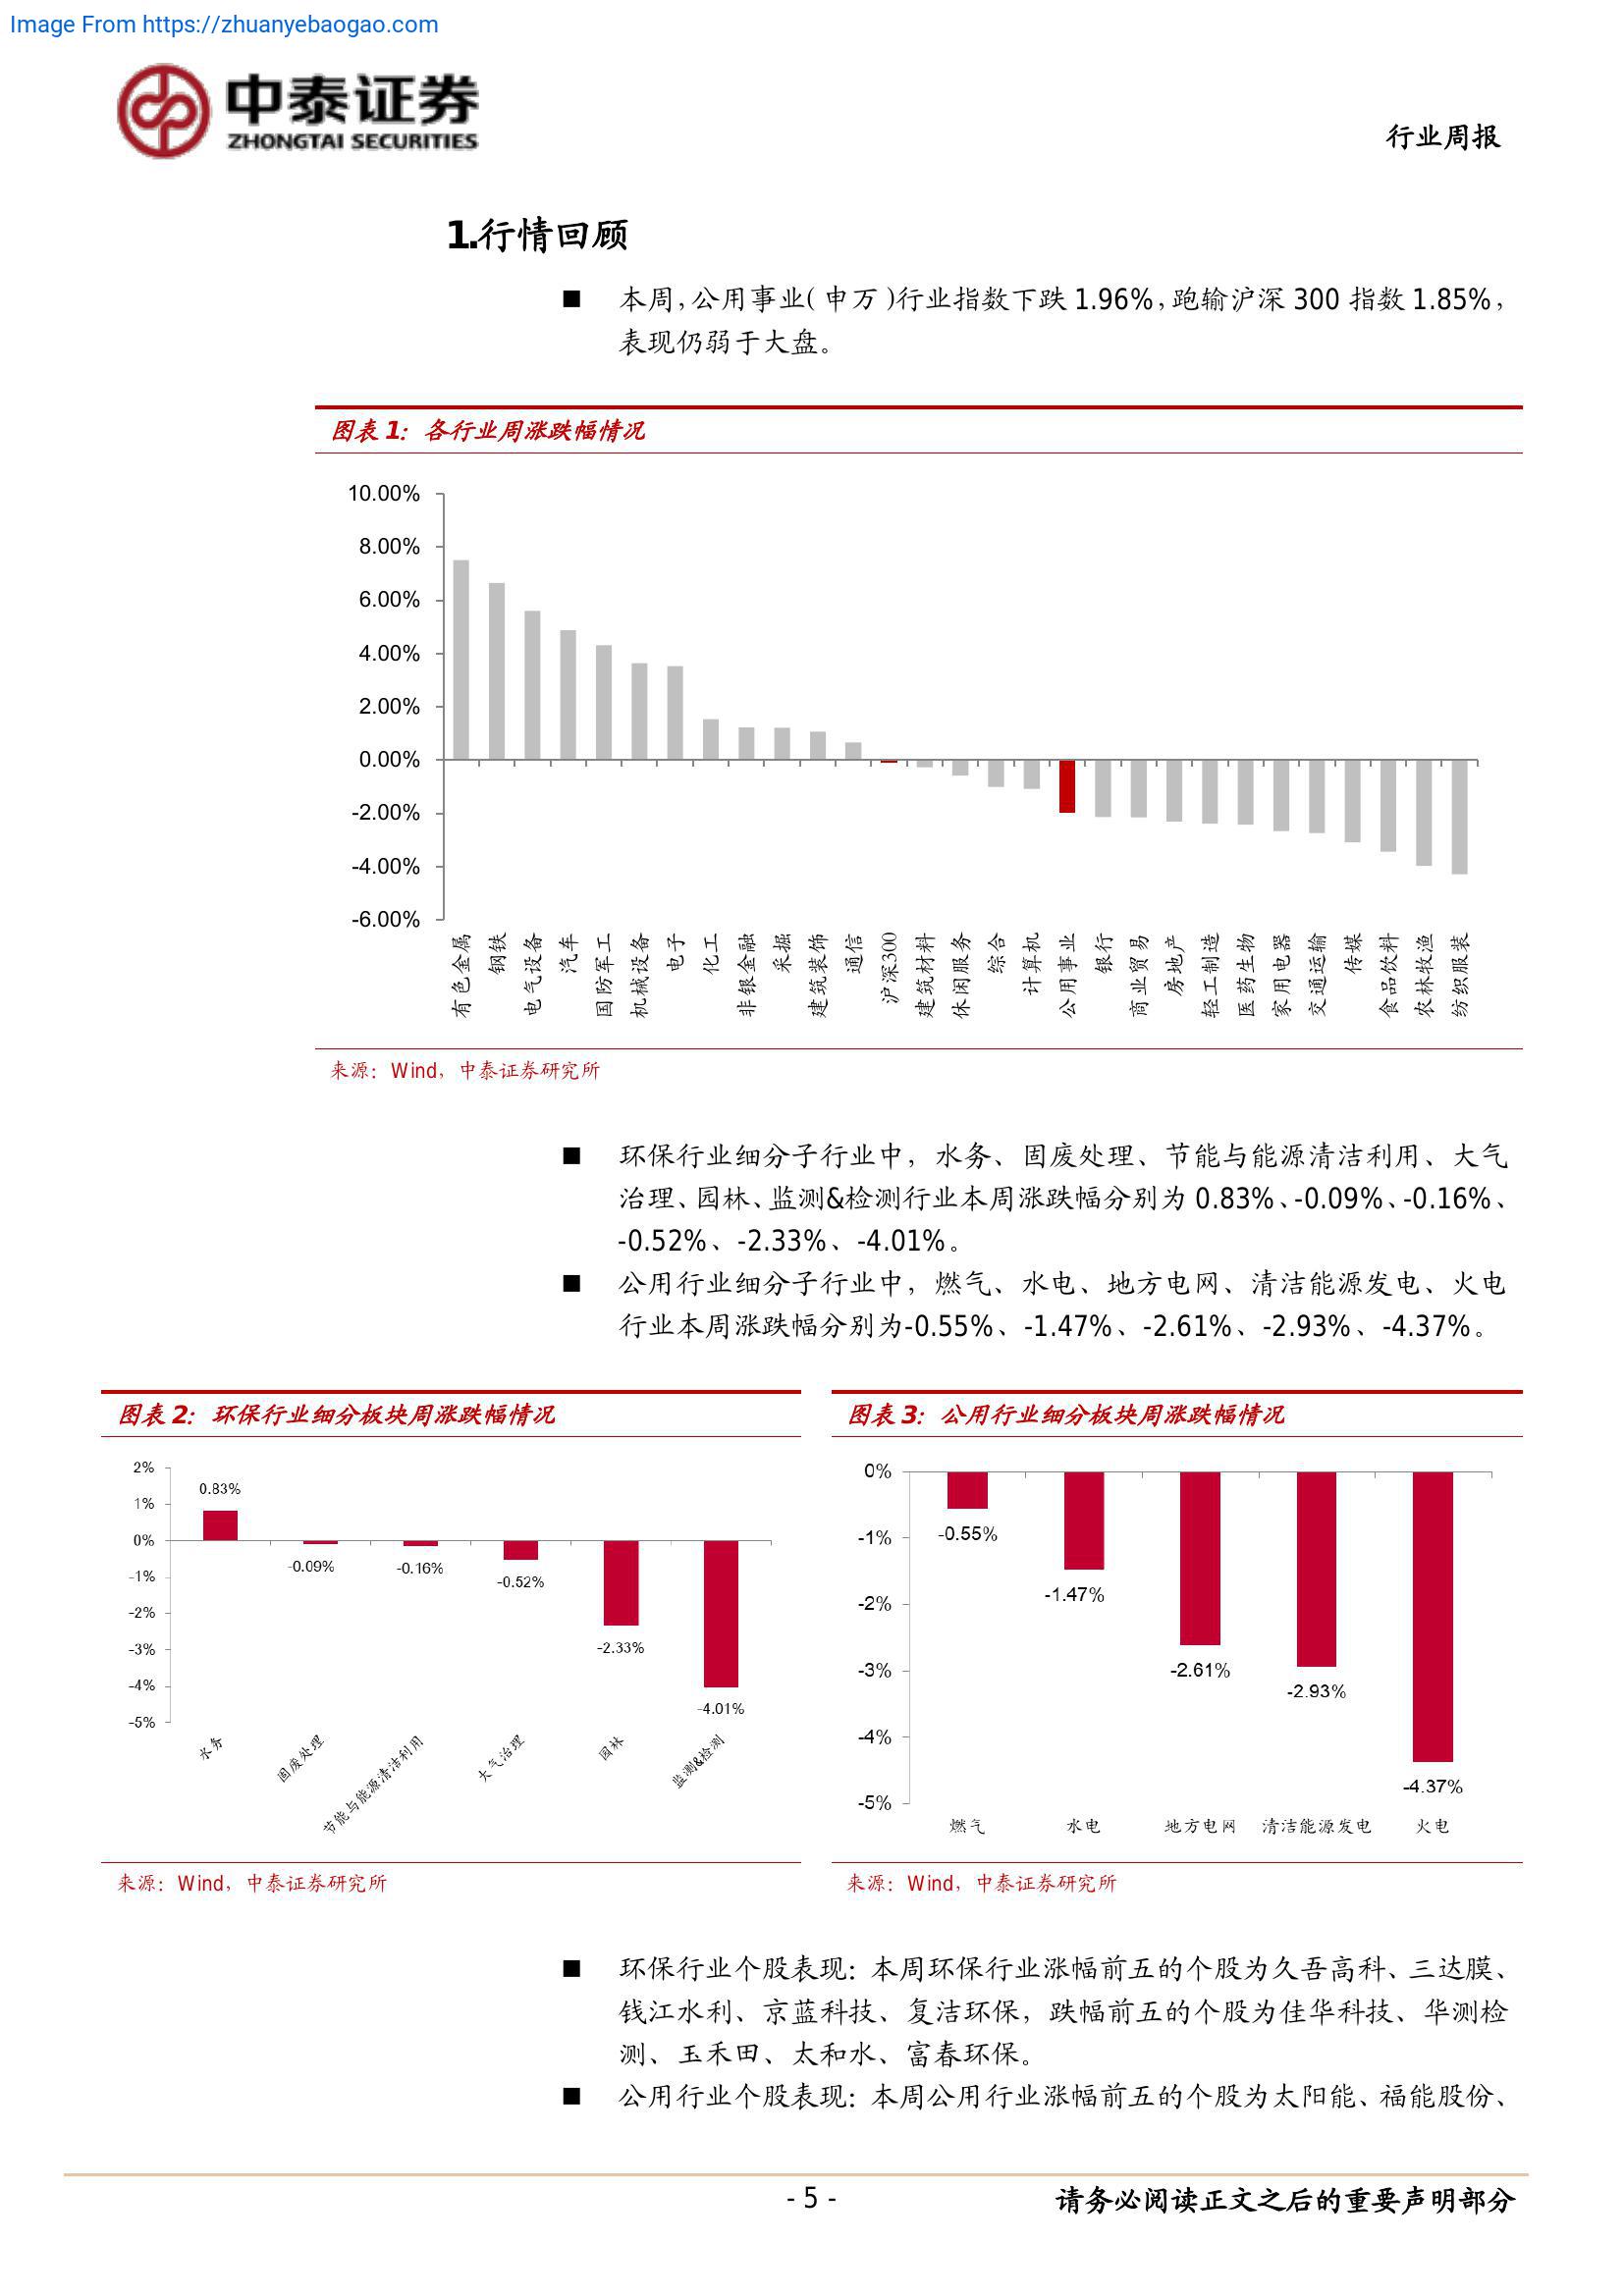 Image From https://zhuanyebaogao.com
中泰证券
ZHONGTAI SECURITIES
行业周报
1.行情回顾
■ 本周，公用事业（申万）行业指数下跌 1.96%，跑输沪深 300 指数 1.85%，
表现仍弱于大盘。
图表 1：各行业周涨跌幅情况
10.00%
8.00%
6.00%
4.00%
2.00%
0.00%
-2.00%
-4.00%
-6.00%
有色金属
钢铁
电气设备
汽车
国防军工
机械设备
电子
化工
非银金融
采掘
建筑装饰
通信
沪深300
建筑材料
休闲服务
综合
计算机
公用事业
银行
商业贸易
房地产
轻工制造
医药生物
家用电器
交通运输
传媒
食品饮料
农林牧渔
纺织服装
来源：Wind，中泰证券研究所
■ 环保行业细分子行业中，水务、固废处理、节能与能源清洁利用、大气
治理、园林、监测&检测行业本周涨跌幅分别为 0.83%、-0.09%、-0.16%、
-0.52%、-2.33%、-4.01%。
■ 公用行业细分子行业中，燃气、水电、地方电网、清洁能源发电、火电
行业本周涨跌幅分别为-0.55%、-1.47%、-2.61%、-2.93%、-4.37%。
图表 2：环保行业细分板块周涨跌幅情况
2%
1%
0%
-1%
-2%
-3%
-4%
-5%
0.83%
-0.09%
-0.16%
-0.52%
-2.33%
-4.01%
水务
固废处理
节能与能源清洁利用
大气治理
园林
监测&检测
来源：Wind，中泰证券研究所
图表 3：公用行业细分板块周涨跌幅情况
0%
-1%
-2%
-3%
-4%
-5%
-0.55%
-1.47%
-2.61%
-2.93%
-4.37%
燃气
水电
地方电网
清洁能源发电
火电
来源：Wind，中泰证券研究所
■ 环保行业个股表现：本周环保行业涨幅前五的个股为久吾高科、三达膜、
钱江水利、京蓝科技、复洁环保，跌幅前五的个股为佳华科技、华测检
测、玉禾田、太和水、富春环保。
■ 公用行业个股表现：本周公用行业涨幅前五的个股为太阳能、福能股份、
- 5 -
请务必阅读正文之后的重要声明部分